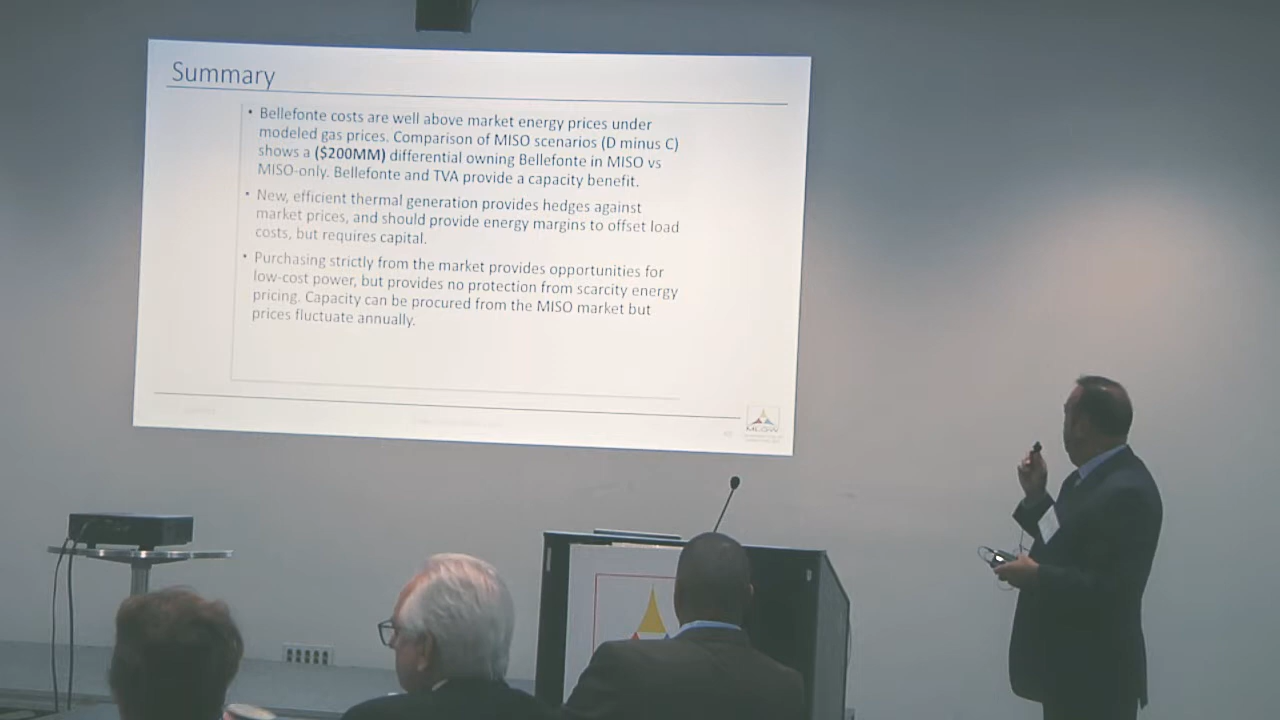 Summary
• Bellefonte costs are well above market energy prices under
modeled gas prices. Comparison of MISO scenarios (D minus C)
shows a ($200MM) differential owning Bellefonte in MISO vs
MISO-only. Bellefonte and TVA provide a capacity benefit.
• New, efficient thermal generation provides hedges against
market prices, and should provide energy margins to offset load
costs, but requires capital.
• Purchasing strictly from the market provides opportunities for
low-cost power, but provides no protection from scarcity energy
pricing. Capacity can be procured from the MISO market but
prices fluctuate annually.
MLGW